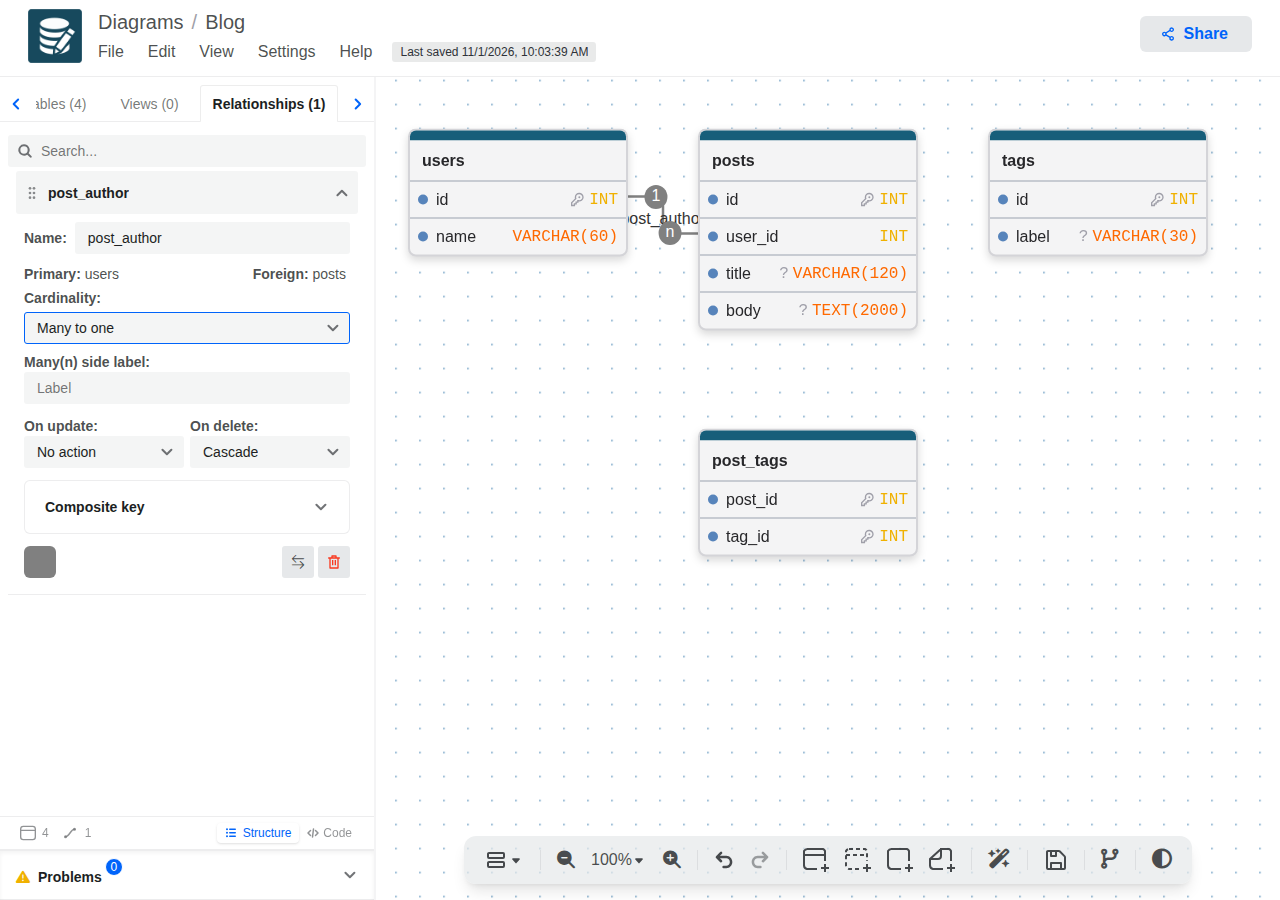 Diagrams / Blog
File Edit View Settings Help Last saved 11/1/2026, 10:03:39 AM
Share
ables (4) Views (0) Relationships (1)
Search...
post_author
Name: post_author
Primary: users Foreign: posts
Cardinality:
Many to one
Many(n) side label:
Label
On update: On delete:
No action Cascade
Composite key
4 1 Structure Code
Problems 0
users
id INT
name VARCHAR(60)
1
post_autho
n
posts
id INT
user_id INT
title ? VARCHAR(120)
body ? TEXT(2000)
tags
id INT
label ? VARCHAR(30)
post_tags
post_id INT
tag_id INT
100%